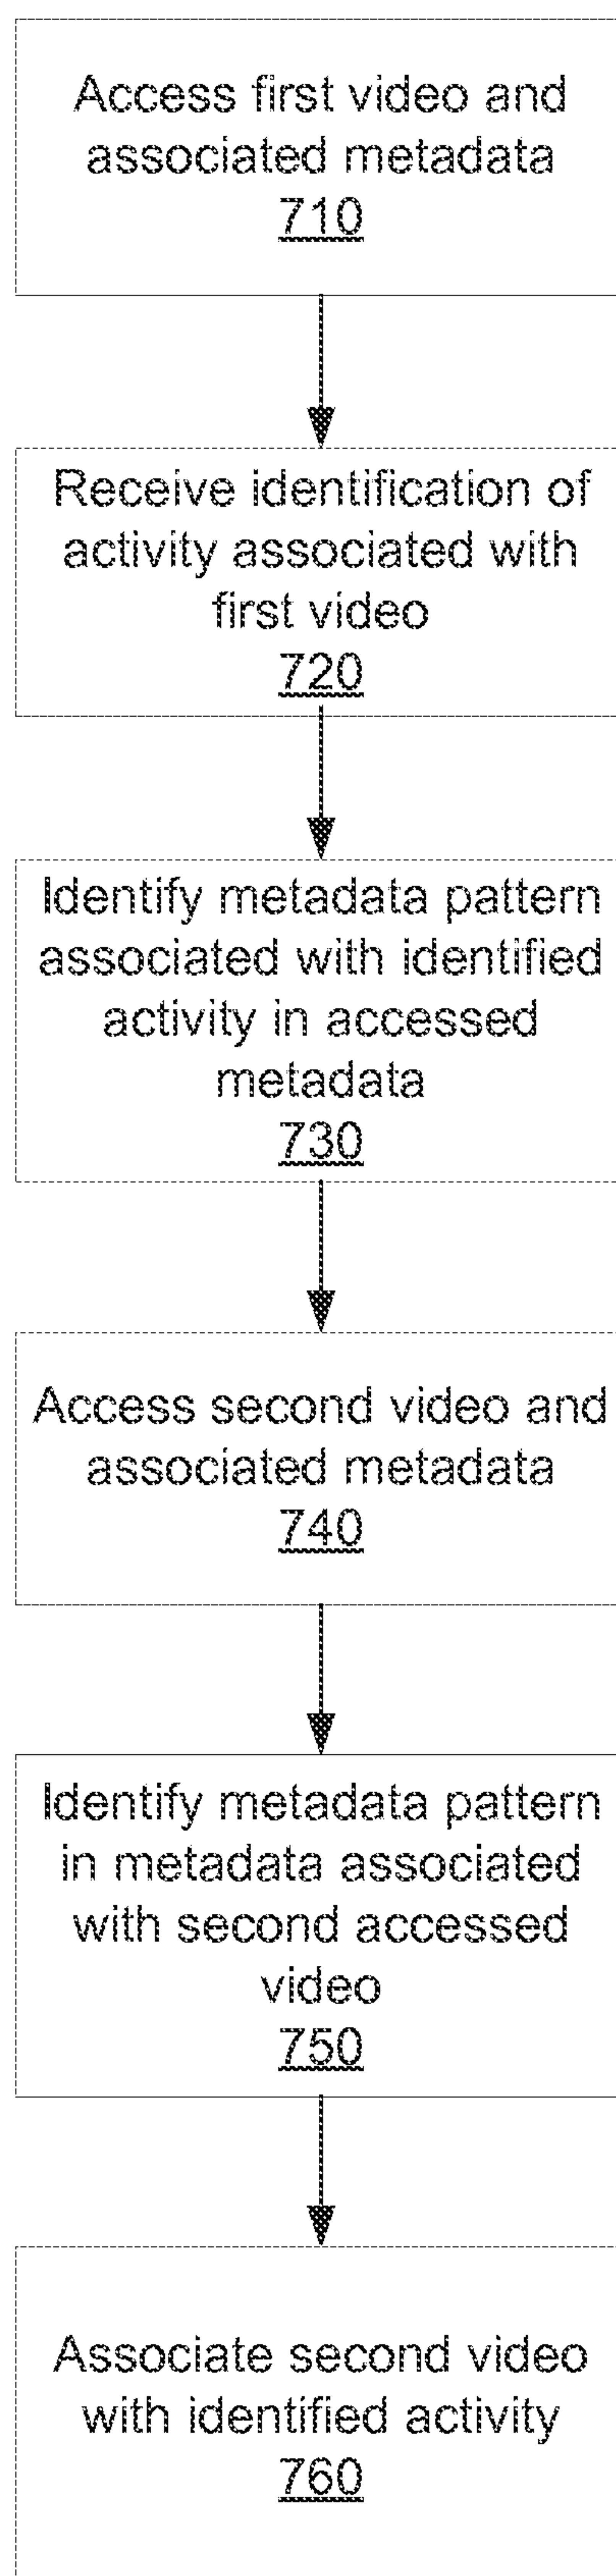 Access first video and
associated metadata
710
Receive identification of
activity associated with
first video
720
Identify metadata pattern
associated with identified
activity in accessed
metadata
730
Access second video and
associated metadata
740
Identify metadata pattern
in metadata associated
with second accessed
video
750
Associate second video
with identified activity
760